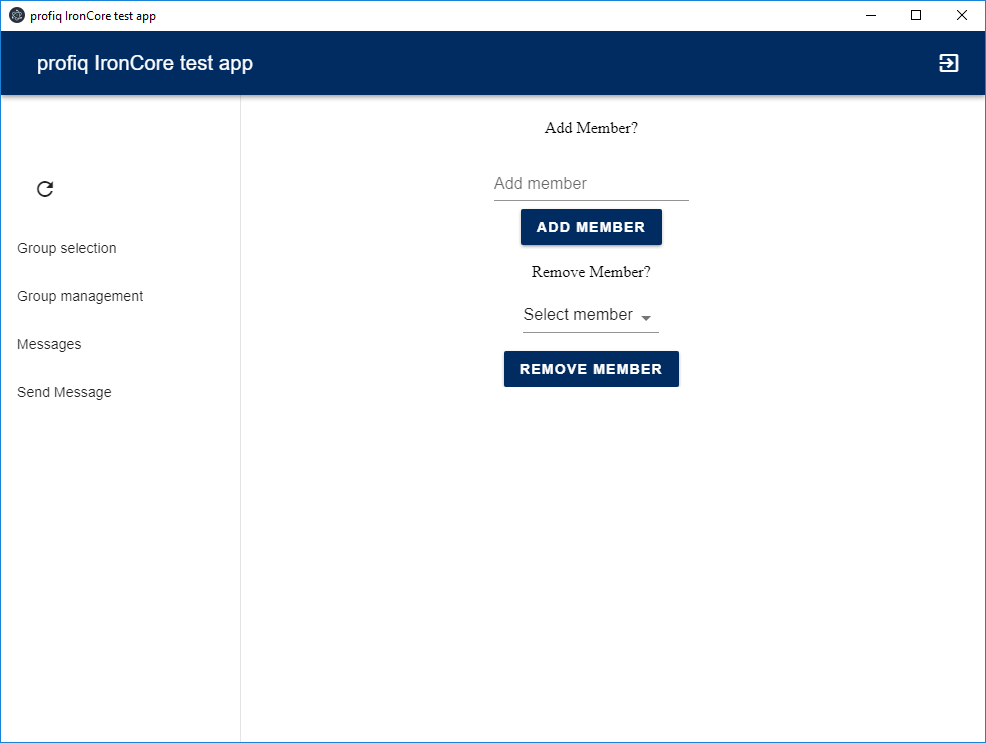 profiq IronCore test app
profiq IronCore test app
Add Member?
Add member
ADD MEMBER
Remove Member?
Select member
REMOVE MEMBER
Group selection
Group management
Messages
Send Message